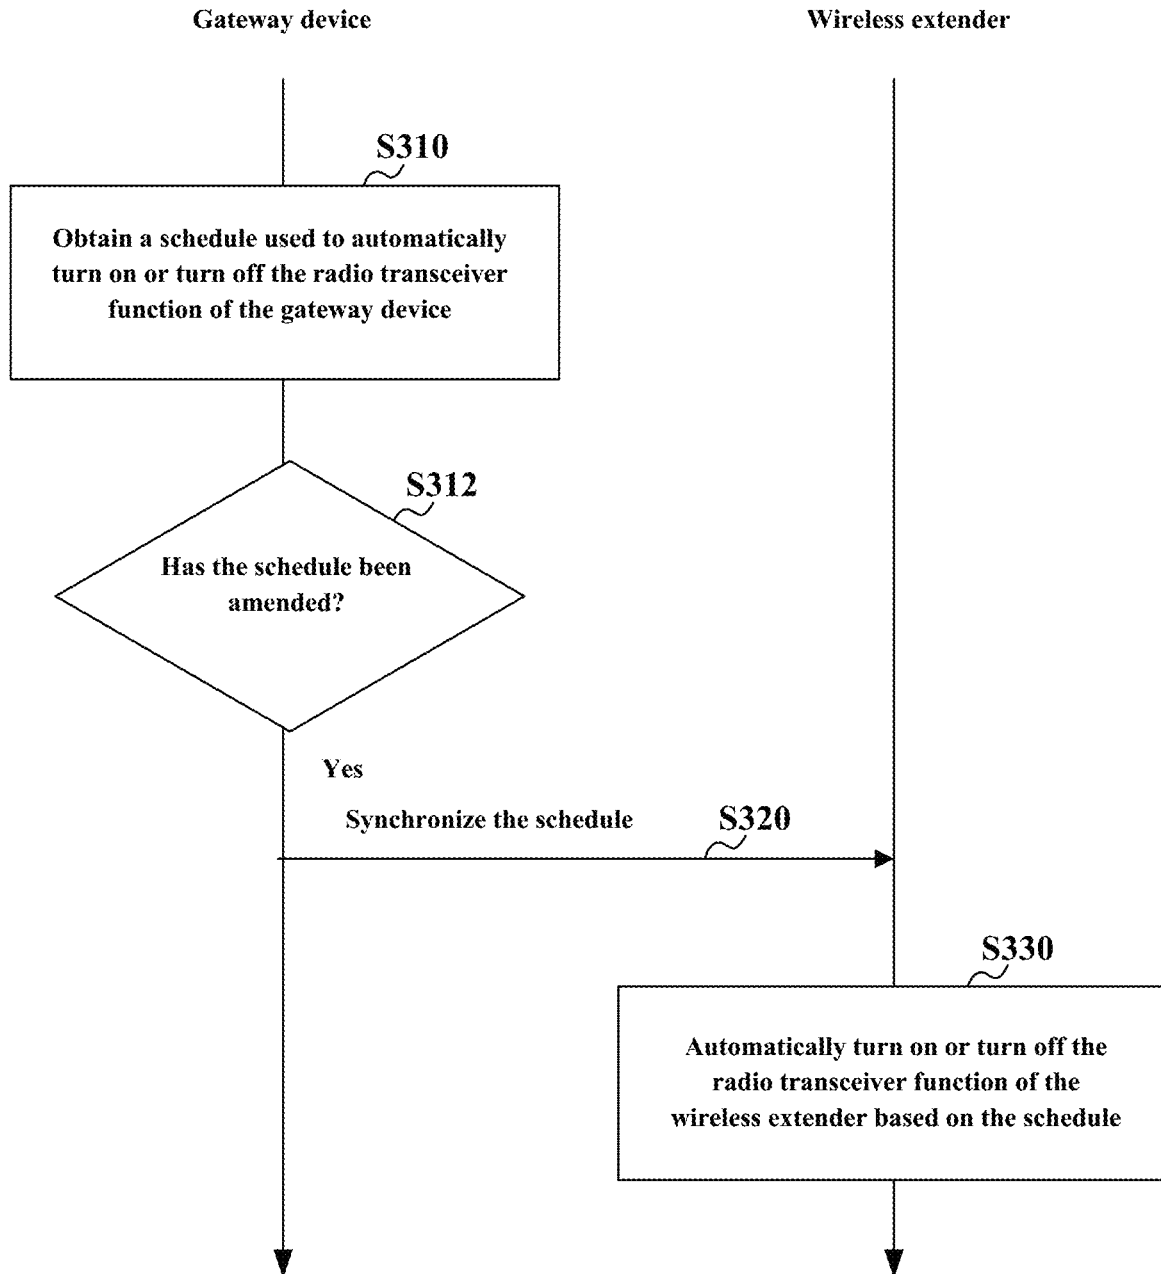 Gateway device
Wireless extender
S310
Obtain a schedule used to automatically
turn on or turn off the radio transceiver
function of the gateway device
S312
Has the schedule been
amended?
Yes
Synchronize the schedule
S320
S330
Automatically turn on or turn off the
radio transceiver function of the
wireless extender based on the schedule